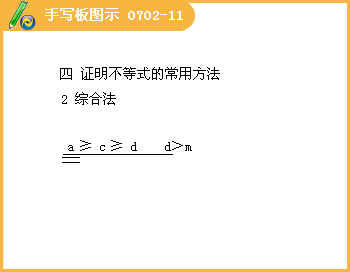 手写板图示 0702-11
四 证明不等式的常用方法
2 综合法
a ≥ c ≥ d d>m